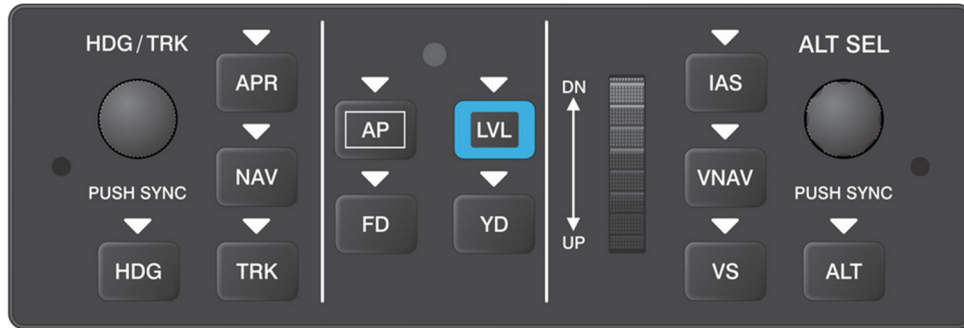 HDG / TRK
APR
PUSH SYNC
NAV
HDG
TRK
AP
LVL
FD
YD
DN
UP
IAS
ALT SEL
VNAV
PUSH SYNC
VS
ALT